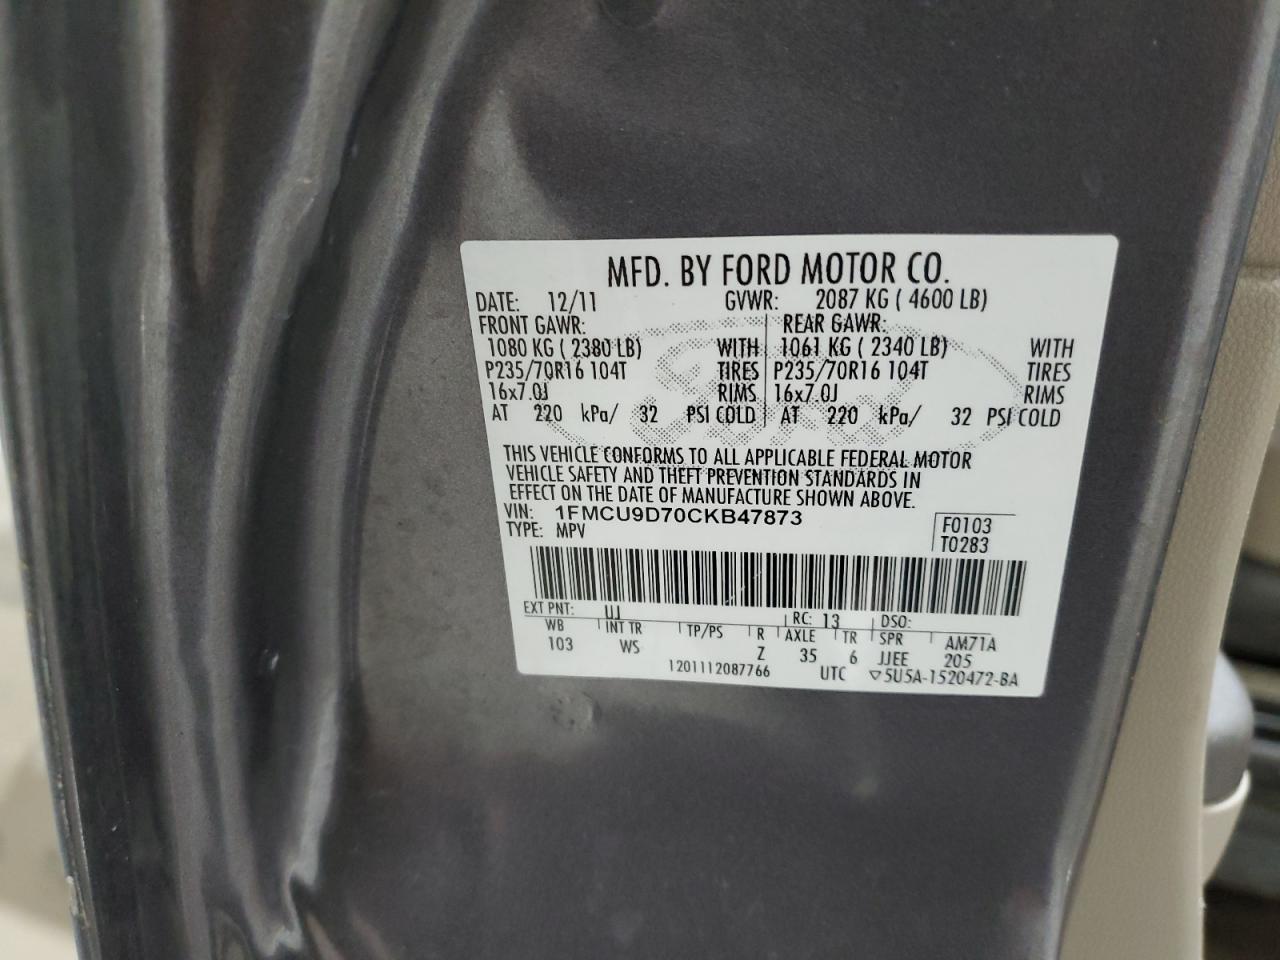 MFD. BY FORD MOTOR CO.
DATE: 12/11 GVWR: 2087 KG ( 4600 LB)
FRONT GAWR: REAR GAWR:
1080 KG ( 2380 LB) WITH 1061 KG ( 2340 LB) WITH
P235/70R16 104T TIRES P235/70R16 104T TIRES
16x7.0J RIMS 16x7.0J RIMS
AT 220 kPa/ 32 PSI COLD AT 220 kPa/ 32 PSI COLD
THIS VEHICLE CONFORMS TO ALL APPLICABLE FEDERAL MOTOR
VEHICLE SAFETY AND THEFT PREVENTION STANDARDS IN
EFFECT ON THE DATE OF MANUFACTURE SHOWN ABOVE.
VIN: 1FMCU9D70CKB47873 F0103
TYPE: MPV T0283
EXT PNT: UJ RC: 13 DSO:
WB INT TR TP/PS R AXLE TR SPR AM71A
103 WS Z 35 6 JJEE 205
1201112087766 UTC ▽5U5A-1520472-BA